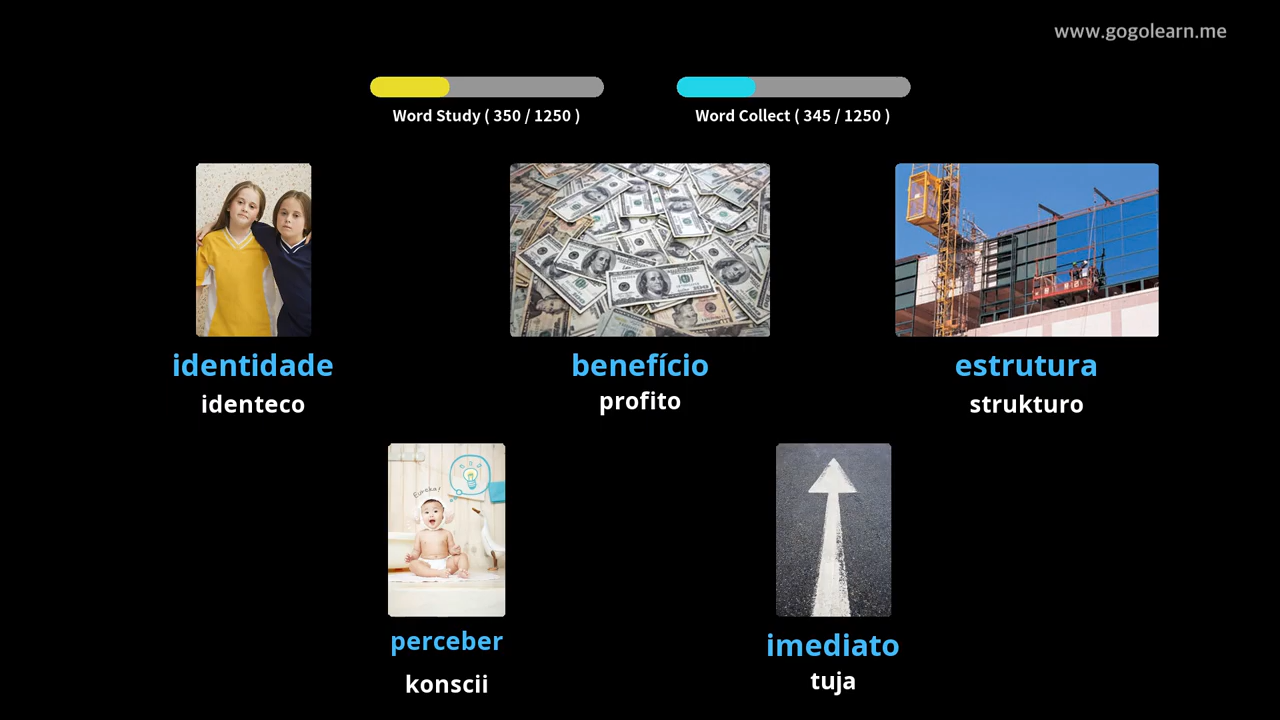 www.gogolearn.me
Word Study ( 350 / 1250 )
Word Collect ( 345 / 1250 )
identidade
identeco
benefício
profito
estrutura
strukturo
Eureka!
perceber
konscii
imediato
tuja